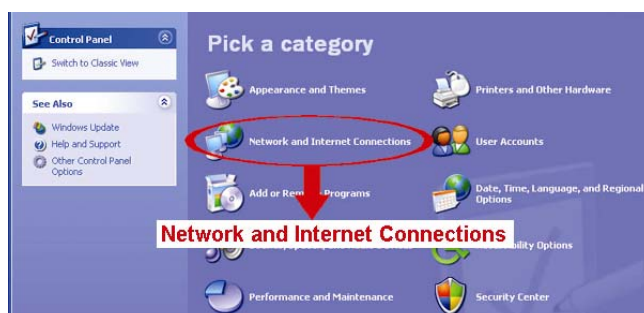 Control Panel
Switch to Classic View
See Also
Windows Update
Help and Support
Other Control Panel
Options
Pick a category
Appearance and Themes
Printers and Other Hardware
Network and Internet Connections
User Accounts
Add or Programs
Date, Time, Language, and Regional
Options
Network and Internet Connections
Options
Performance and Maintenance
Security Center